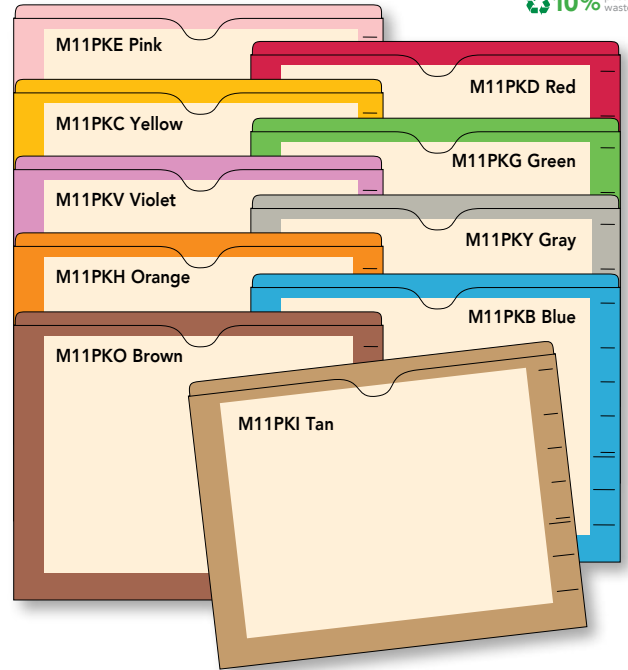 10%
waste
M11PKE Pink
M11PKD Red
M11PKC Yellow
M11PKG Green
M11PKV Violet
M11PKY Gray
M11PKH Orange
M11PKB Blue
M11PKO Brown
M11PKI Tan